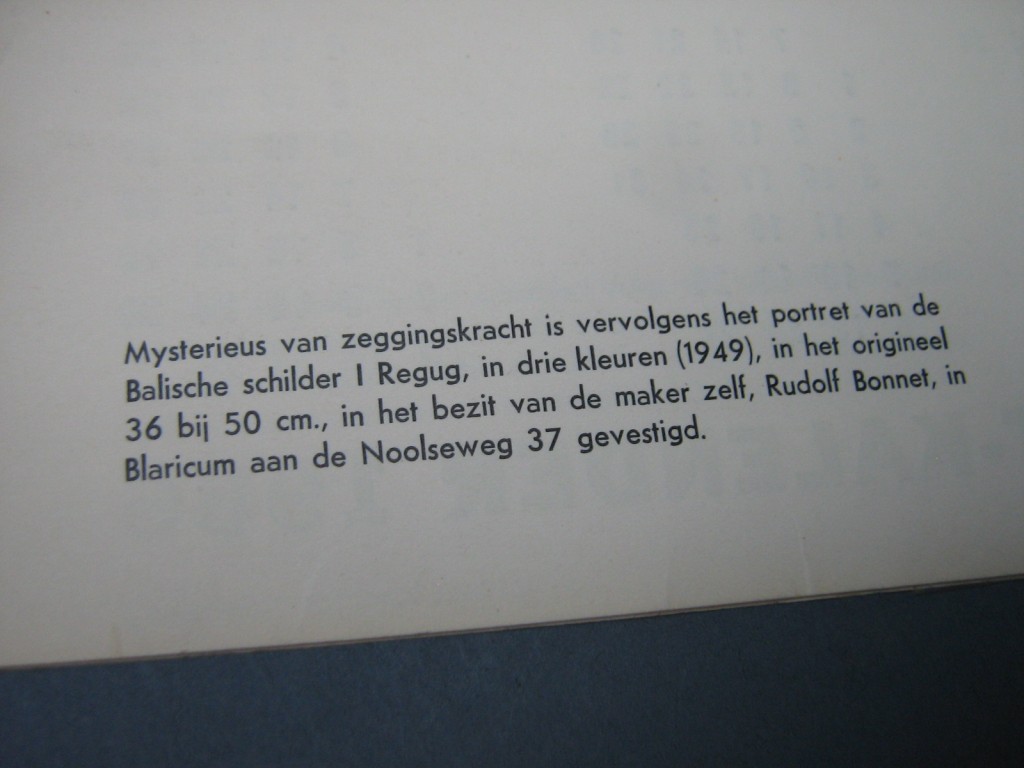 Mysterieus van zeggingskracht is vervolgens het portret van de
Balische schilder I Regug, in drie kleuren (1949), in het origineel
36 bij 50 cm., in het bezit van de maker zelf, Rudolf Bonnet, in
Blaricum aan de Noolseweg 37 gevestigd.